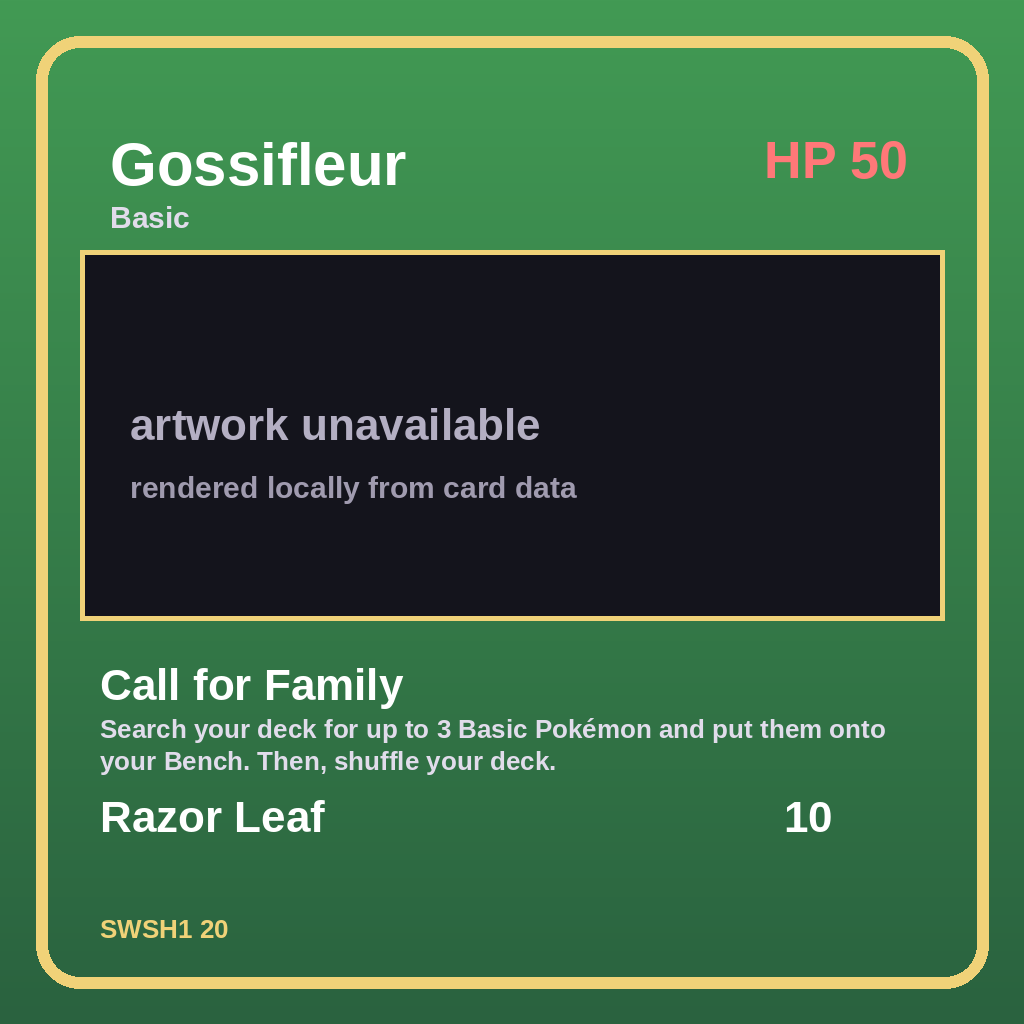 Gossifleur
HP 50
Basic
artwork unavailable
rendered locally from card data
Call for Family
Search your deck for up to 3 Basic Pokémon and put them onto
your Bench. Then, shuffle your deck.
Razor Leaf
10
SWSH1 20